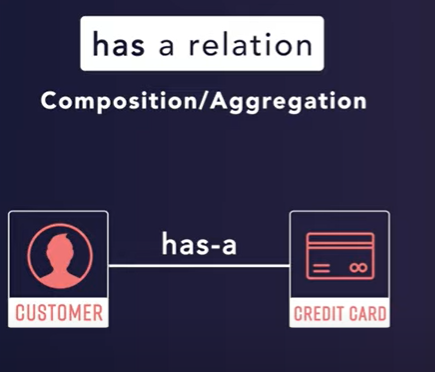 has a relation
Composition/Aggregation
has-a
CUSTOMER
CREDIT CARD